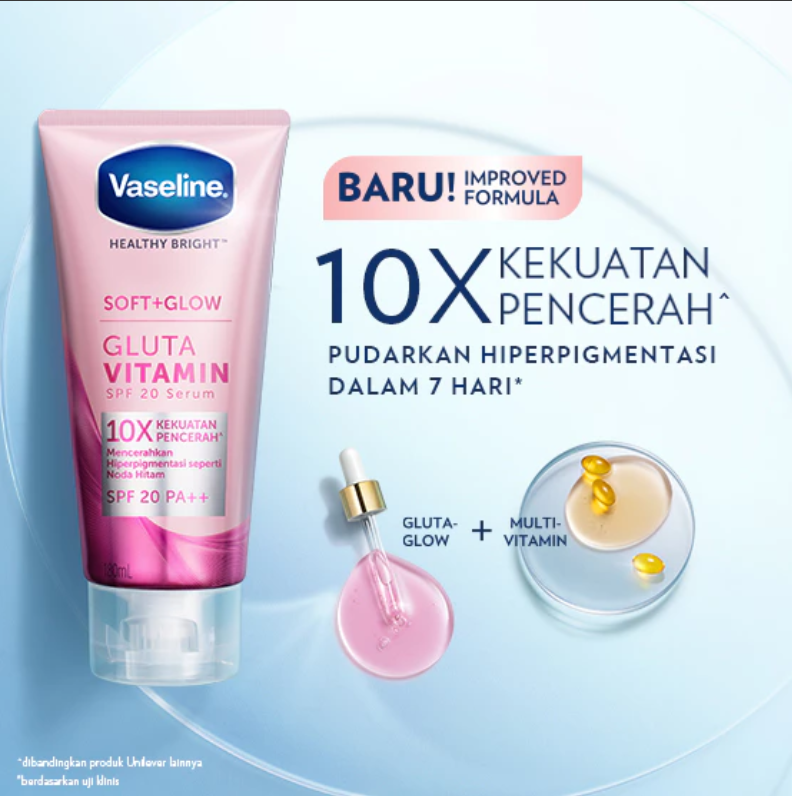 Vaseline.
HEALTHY BRIGHT™
SOFT+GLOW
GLUTA
VITAMIN
SPF 20 Serum
10X KEKUATAN
PENCERAH^
Mencerahkan
Hiperpigmentasi seperti
Noda Hitam
SPF 20 PA++
180mL
BARU! IMPROVED
FORMULA
10X KEKUATAN
PENCERAH^
PUDARKAN HIPERPIGMENTASI
DALAM 7 HARI*
GLUTA-
GLOW
+
MULTI-
VITAMIN
^dibandingkan produk Unilever lainnya
*berdasarkan uji klinis